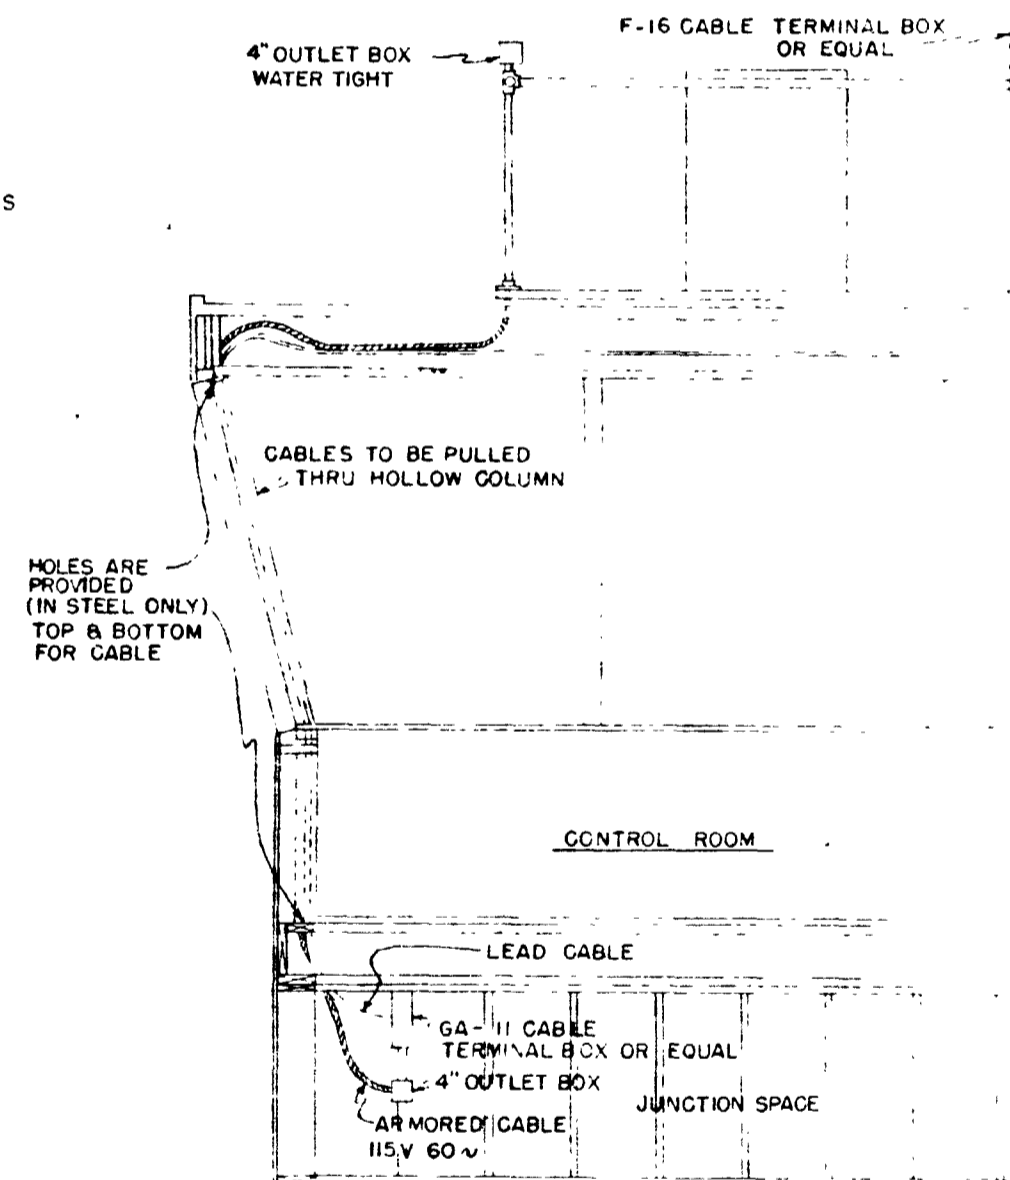 F-16 CABLE TERMINAL BOX
OR EQUAL
4" OUTLET BOX
WATER TIGHT
S
CABLES TO BE PULLED
THRU HOLLOW COLUMN
HOLES ARE
PROVIDED
(IN STEEL ONLY)
TOP & BOTTOM
FOR CABLE
CONTROL ROOM
LEAD CABLE
GA-11 CABLE
TERMINAL BOX OR EQUAL
4" OUTLET BOX
JUNCTION SPACE
ARMORED CABLE
115V 60~